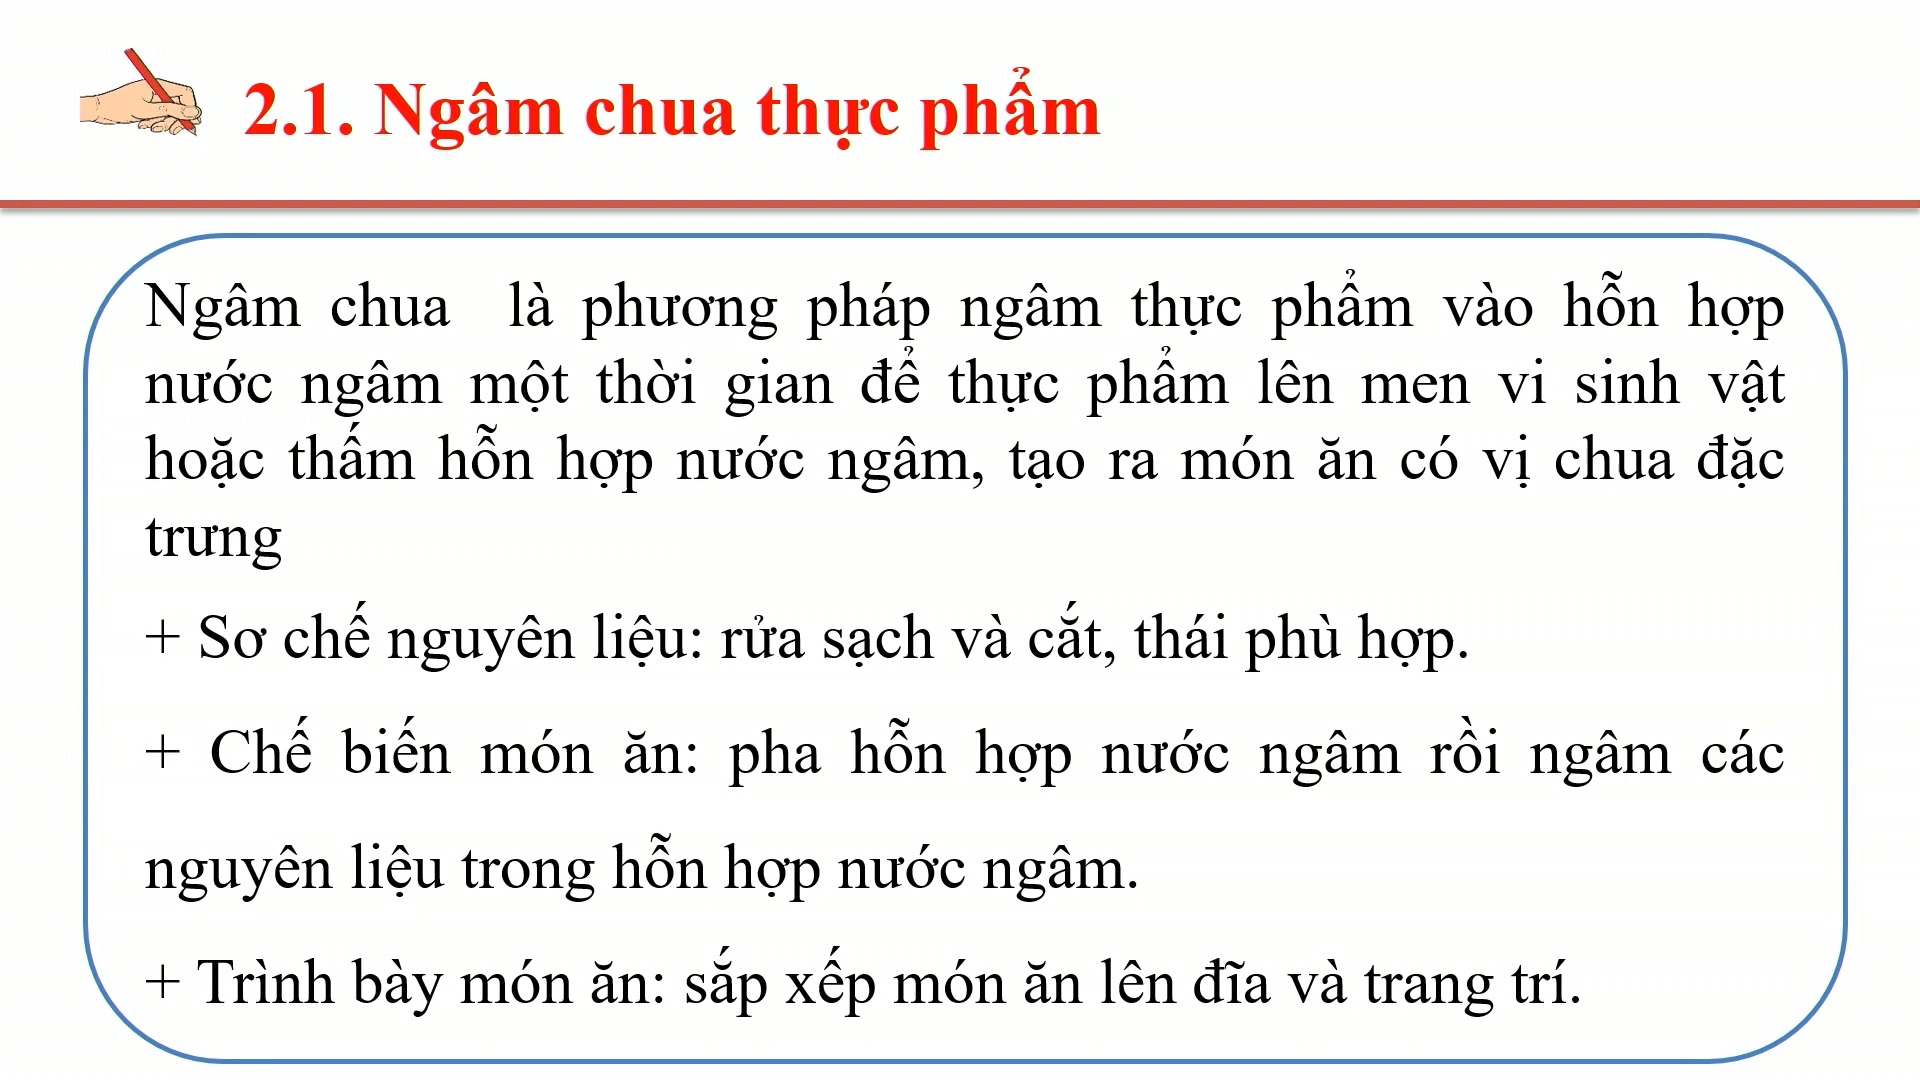 2.1. Ngâm chua thực phẩm
Ngâm chua là phương pháp ngâm thực phẩm vào hỗn hợp
nước ngâm một thời gian để thực phẩm lên men vi sinh vật
hoặc thấm hỗn hợp nước ngâm, tạo ra món ăn có vị chua đặc
trưng
+ Sơ chế nguyên liệu: rửa sạch và cắt, thái phù hợp.
+ Chế biến món ăn: pha hỗn hợp nước ngâm rồi ngâm các
nguyên liệu trong hỗn hợp nước ngâm.
+ Trình bày món ăn: sắp xếp món ăn lên đĩa và trang trí.